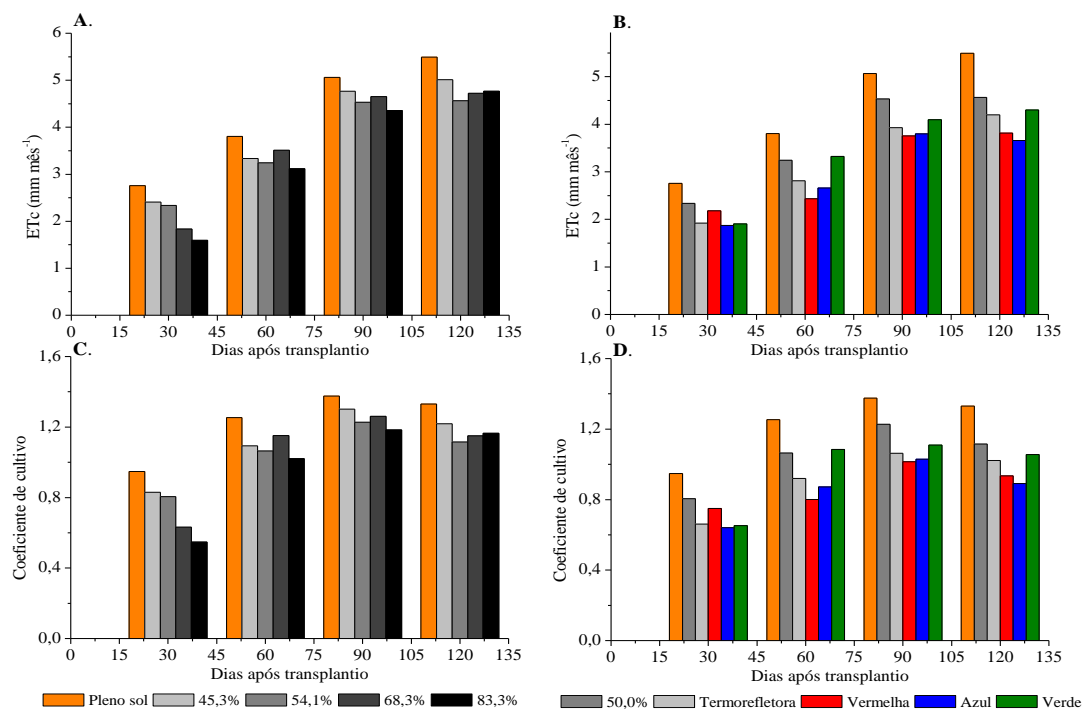 A.
B.
ETc (mm mês⁻¹)
6
5
4
3
2
1
0
0 15 30 45 60 75 90 105 120 135
Dias após transplantio
ETc (mm mês⁻¹)
5
4
3
2
1
0
0 15 30 45 60 75 90 105 120 135
Dias após transplantio
C.
D.
Coeficiente de cultivo
1,6
1,2
0,8
0,4
0,0
0 15 30 45 60 75 90 105 120 135
Dias após transplantio
Coeficiente de cultivo
1,6
1,2
0,8
0,4
0,0
0 15 30 45 60 75 90 105 120 135
Dias após transplantio
Pleno sol 45,3% 54,1% 68,3% 83,3%
50,0% Termorefletora Vermelha Azul Verde